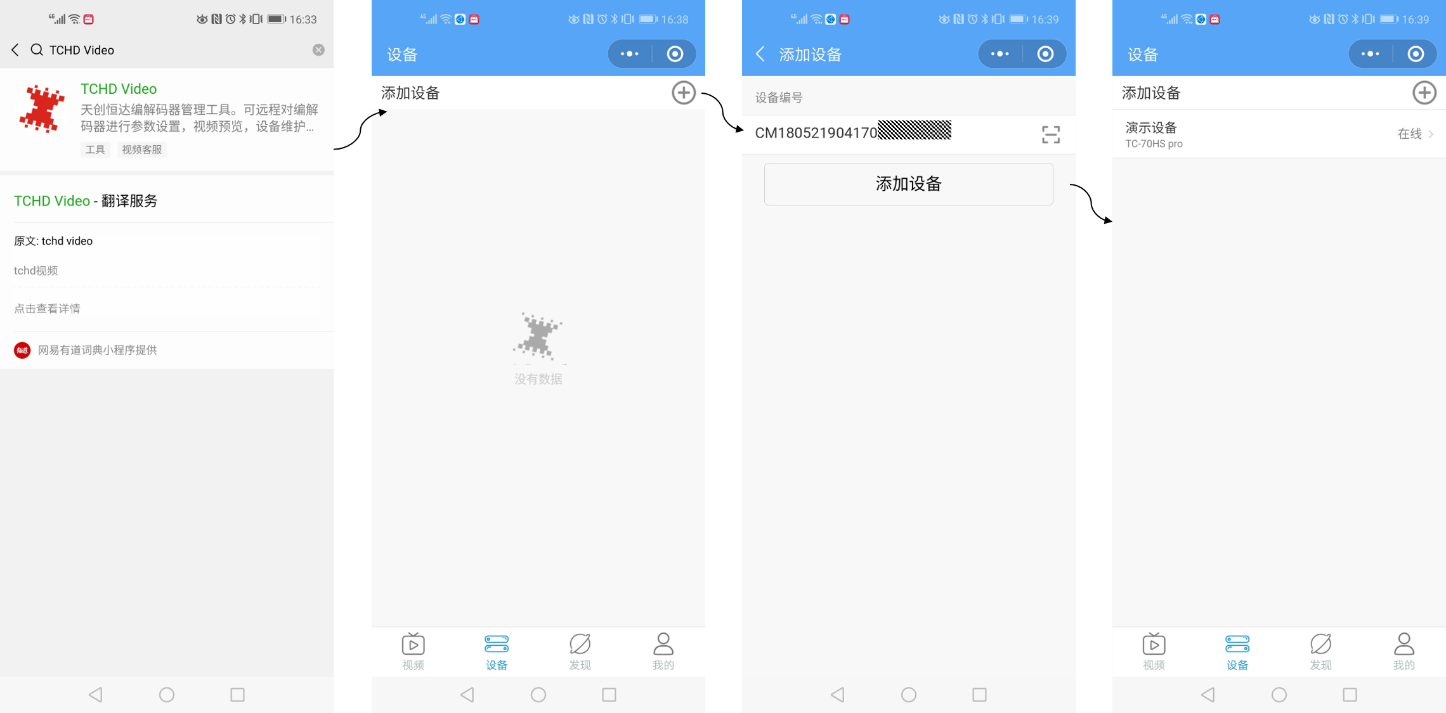 16:33
TCHD Video
TCHD Video
天创恒达编解码器管理工具。可远程对编解
码器进行参数设置，视频预览，设备维护...
工具 视频客服
TCHD Video - 翻译服务
原文: tchd video
tchd视频
点击查看详情
网易有道词典小程序提供
16:38
设备
添加设备
没有数据
视频 设备 发现 我的
16:39
添加设备
设备编号
CM180521904170
添加设备
16:39
设备
添加设备
演示设备
TC-70HS pro
在线
视频 设备 发现 我的